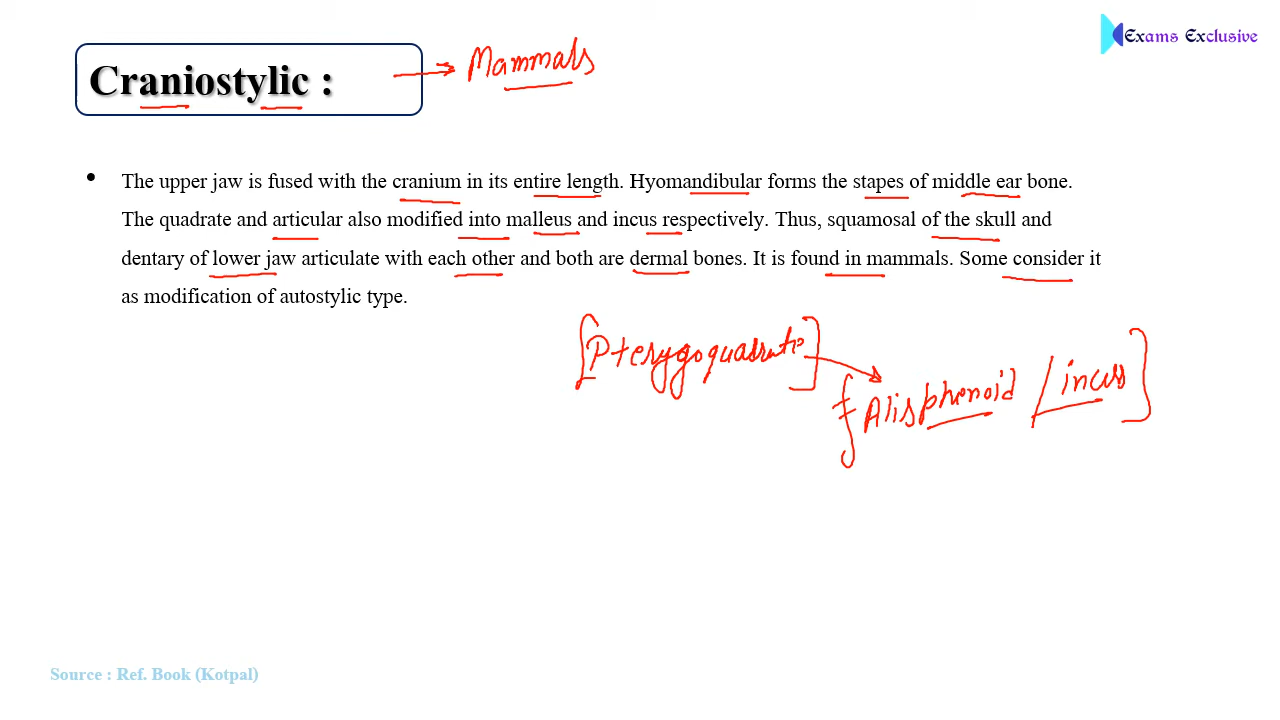 Exams Exclusive
Craniostylic :
Mammals
• The upper jaw is fused with the cranium in its entire length. Hyomandibular forms the stapes of middle ear bone.
The quadrate and articular also modified into malleus and incus respectively. Thus, squamosal of the skull and
dentary of lower jaw articulate with each other and both are dermal bones. It is found in mammals. Some consider it
as modification of autostylic type.
[Pterygoquadrate]
{Alisphenoid / incus]
Source : Ref. Book (Kotpal)